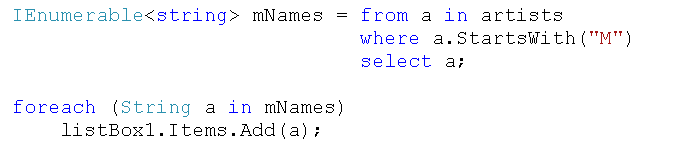 IEnumerable<string> mNames = from a in artists
where a.StartsWith("M")
select a;
foreach (String a in mNames)
listBox1.Items.Add(a);